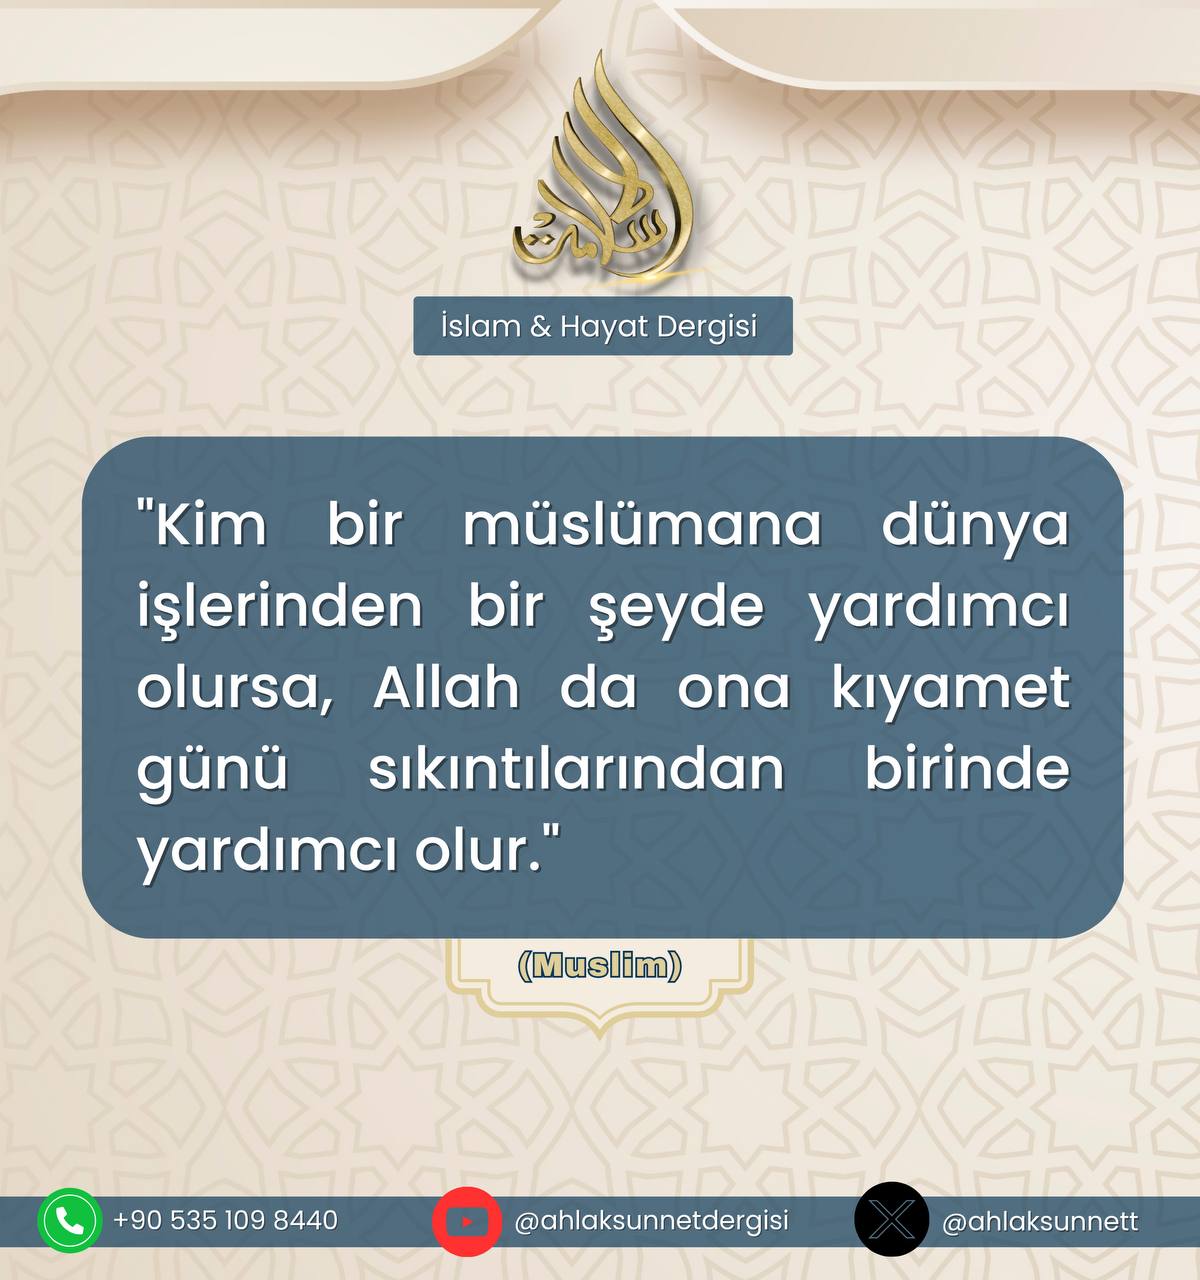 İslam & Hayat Dergisi
"Kim bir müslümana dünya
işlerinden bir şeyde yardımcı
olursa, Allah da ona kıyamet
günü sıkıntılarından birinde
yardımcı olur."
(Muslim)
+90 535 109 8440
@ahlaksunnetdergisi
@ahlaksunnett